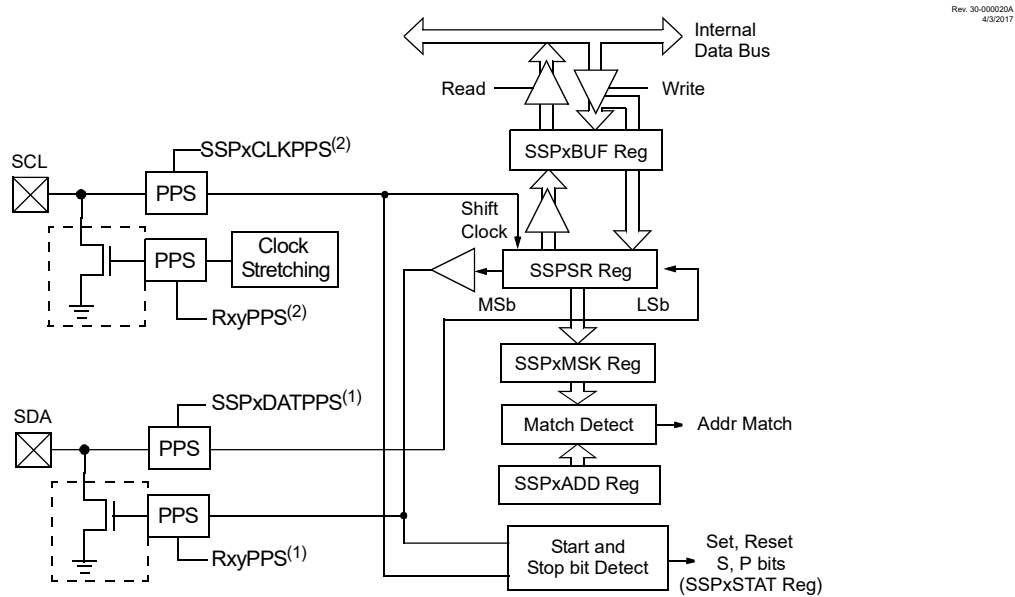 Rev. 30-000020A
4/3/2017
Internal
Data Bus
Read
Write
SSPxBUF Reg
SSPxCLKPPS(2)
SCL
PPS
Shift
Clock
Clock
Stretching
PPS
SSPSR Reg
MSb
LSb
RxyPPS(2)
SSPxMSK Reg
SSPxDATPPS(1)
SDA
Match Detect
Addr Match
PPS
SSPxADD Reg
PPS
RxyPPS(1)
Start and
Stop bit Detect
Set, Reset
S, P bits
(SSPxSTAT Reg)